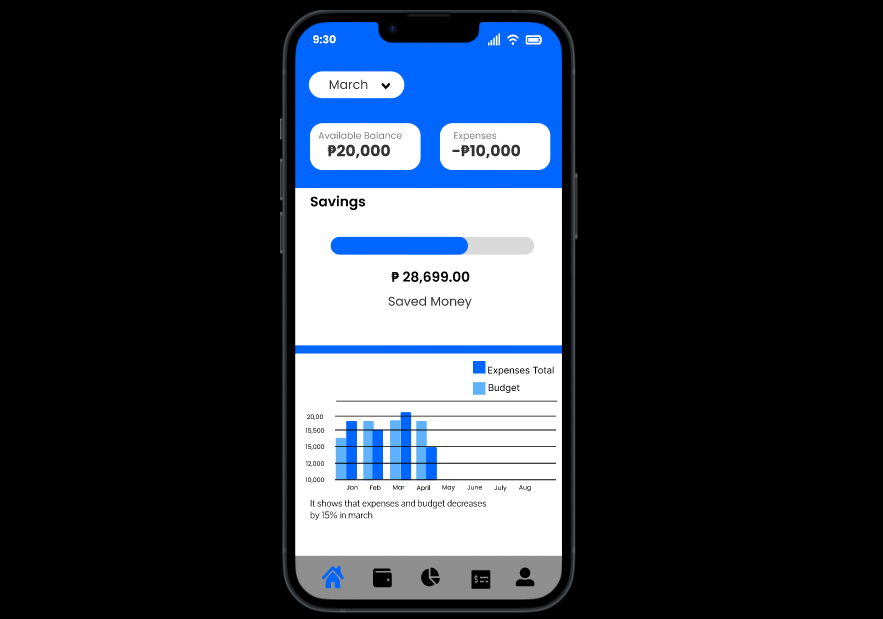 9:30
March
Available Balance
₱20,000
Expenses
-₱10,000
Savings
₱ 28,699.00
Saved Money
Expenses Total
Budget
20,00
15,500
15,000
12,000
10,000
Jan Feb Mar April May June July Aug
It shows that expenses and budget decreases
by 15% in march
$